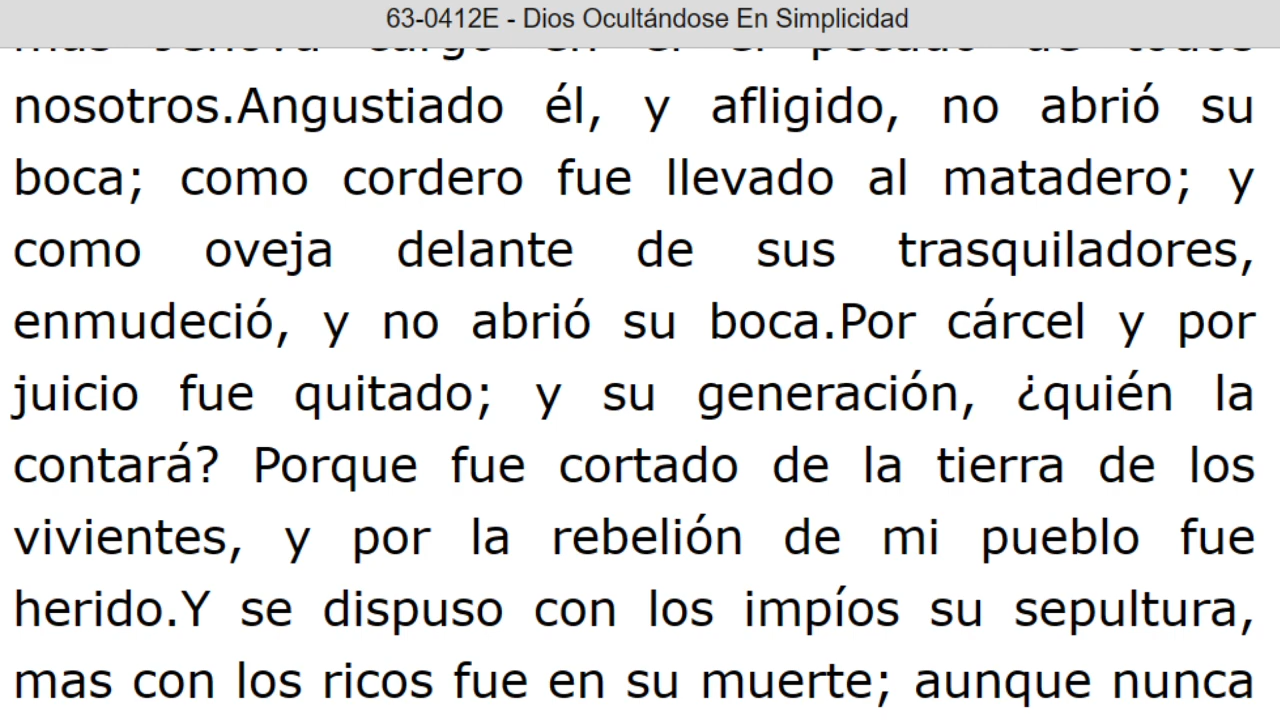 63-0412E - Dios Ocultándose En Simplicidad
nosotros.Angustiado él, y afligido, no abrió su
boca; como cordero fue llevado al matadero; y
como oveja delante de sus trasquiladores,
enmudeció, y no abrió su boca.Por cárcel y por
juicio fue quitado; y su generación, ¿quién la
contará? Porque fue cortado de la tierra de los
vivientes, y por la rebelión de mi pueblo fue
herido.Y se dispuso con los impíos su sepultura,
mas con los ricos fue en su muerte; aunque nunca